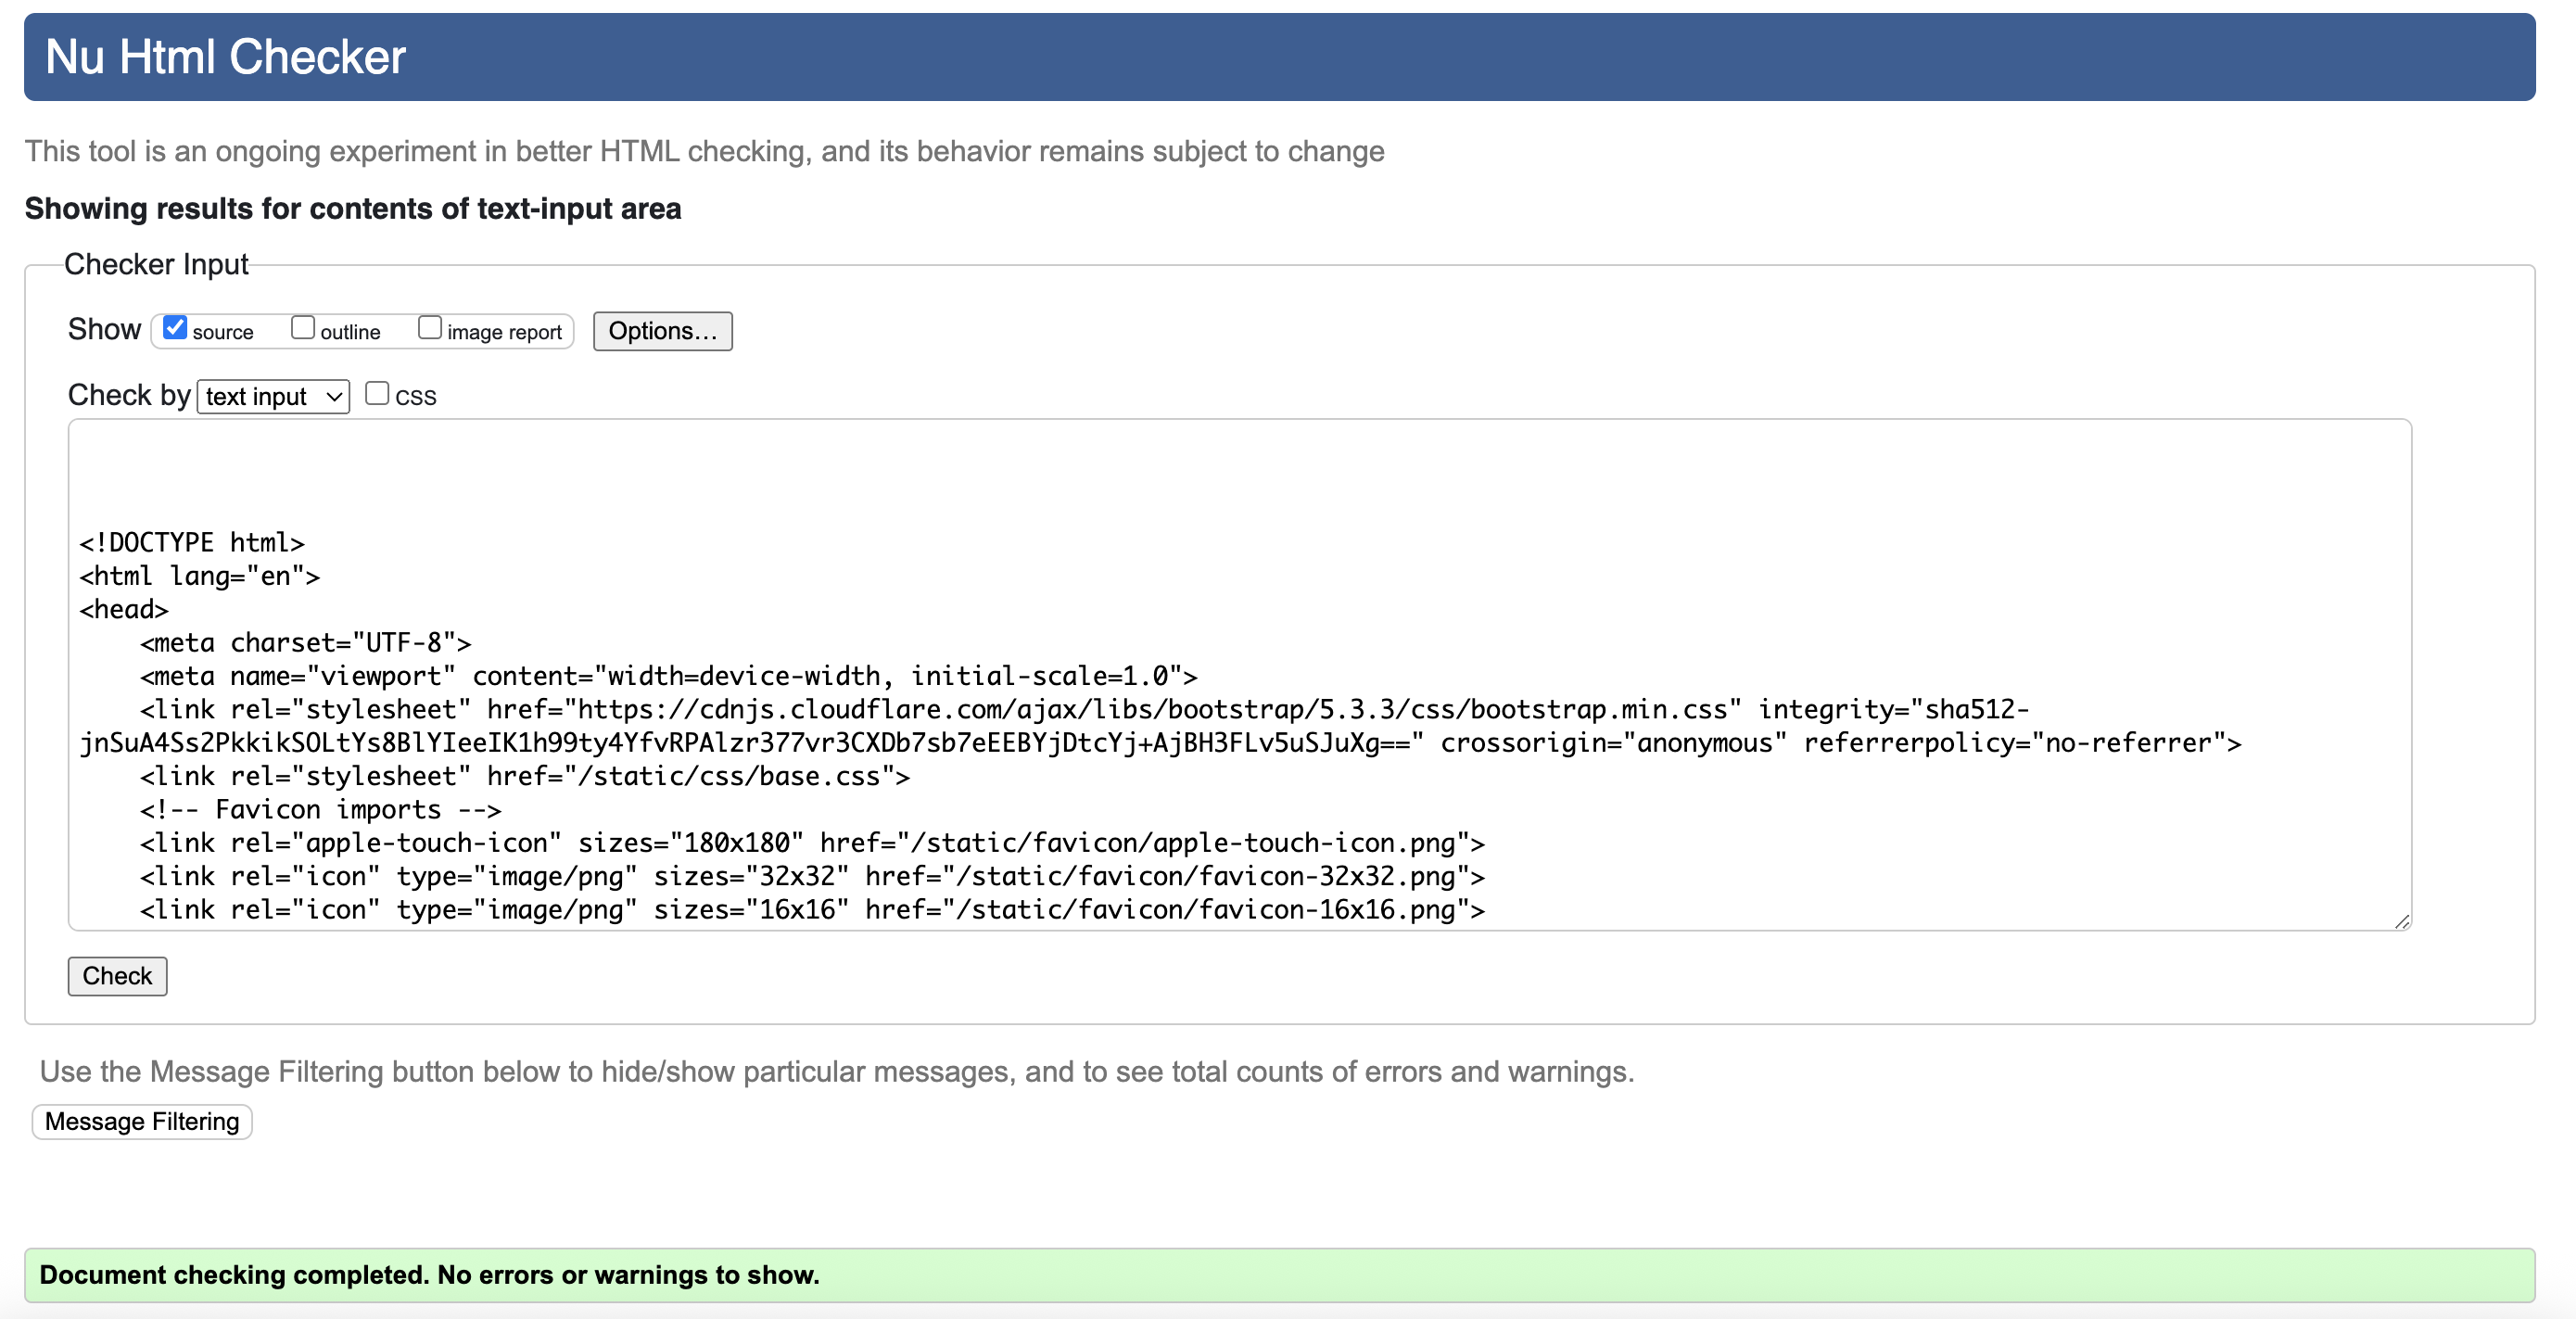 Nu Html Checker
This tool is an ongoing experiment in better HTML checking, and its behavior remains subject to change
Showing results for contents of text-input area
Checker Input
Show source outline image report Options...
Check by text input CSS
<!DOCTYPE html>
<html lang="en">
<head>
    <meta charset="UTF-8">
    <meta name="viewport" content="width=device-width, initial-scale=1.0">
    <link rel="stylesheet" href="https://cdnjs.cloudflare.com/ajax/libs/bootstrap/5.3.3/css/bootstrap.min.css" integrity="sha512-
jnSuA4Ss2PkkikSOLtYs8BlYIeeIK1h99ty4YfvRPAlzr377vr3CXDb7sb7eEEBYjDtcYj+AjBH3FLv5uSJuXg==" crossorigin="anonymous" referrerpolicy="no-referrer">
    <link rel="stylesheet" href="/static/css/base.css">
    <!-- Favicon imports -->
    <link rel="apple-touch-icon" sizes="180x180" href="/static/favicon/apple-touch-icon.png">
    <link rel="icon" type="image/png" sizes="32x32" href="/static/favicon/favicon-32x32.png">
    <link rel="icon" type="image/png" sizes="16x16" href="/static/favicon/favicon-16x16.png">
Check
Use the Message Filtering button below to hide/show particular messages, and to see total counts of errors and warnings.
Message Filtering
Document checking completed. No errors or warnings to show.